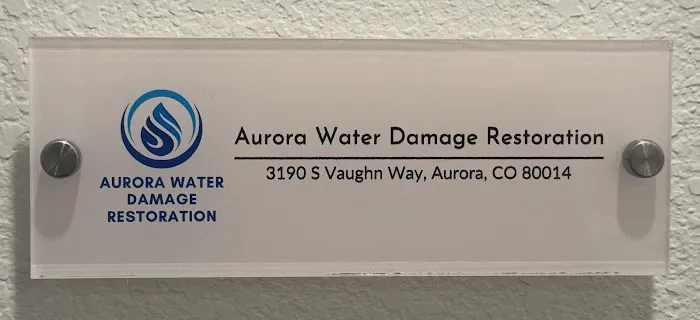 Aurora Water Damage Restoration
3190 S Vaughn Way, Aurora, CO 80014
AURORA WATER
DAMAGE
RESTORATION